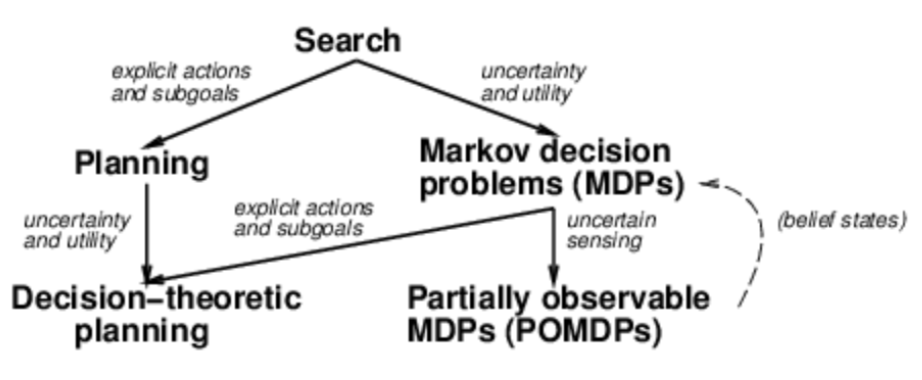 Search
explicit actions
and subgoals
uncertainty
and utility
Planning
Markov decision
problems (MDPs)
uncertainty
and utility
explicit actions
and subgoals
uncertain
sensing
(belief states)
Decision−theoretic
planning
Partially observable
MDPs (POMDPs)